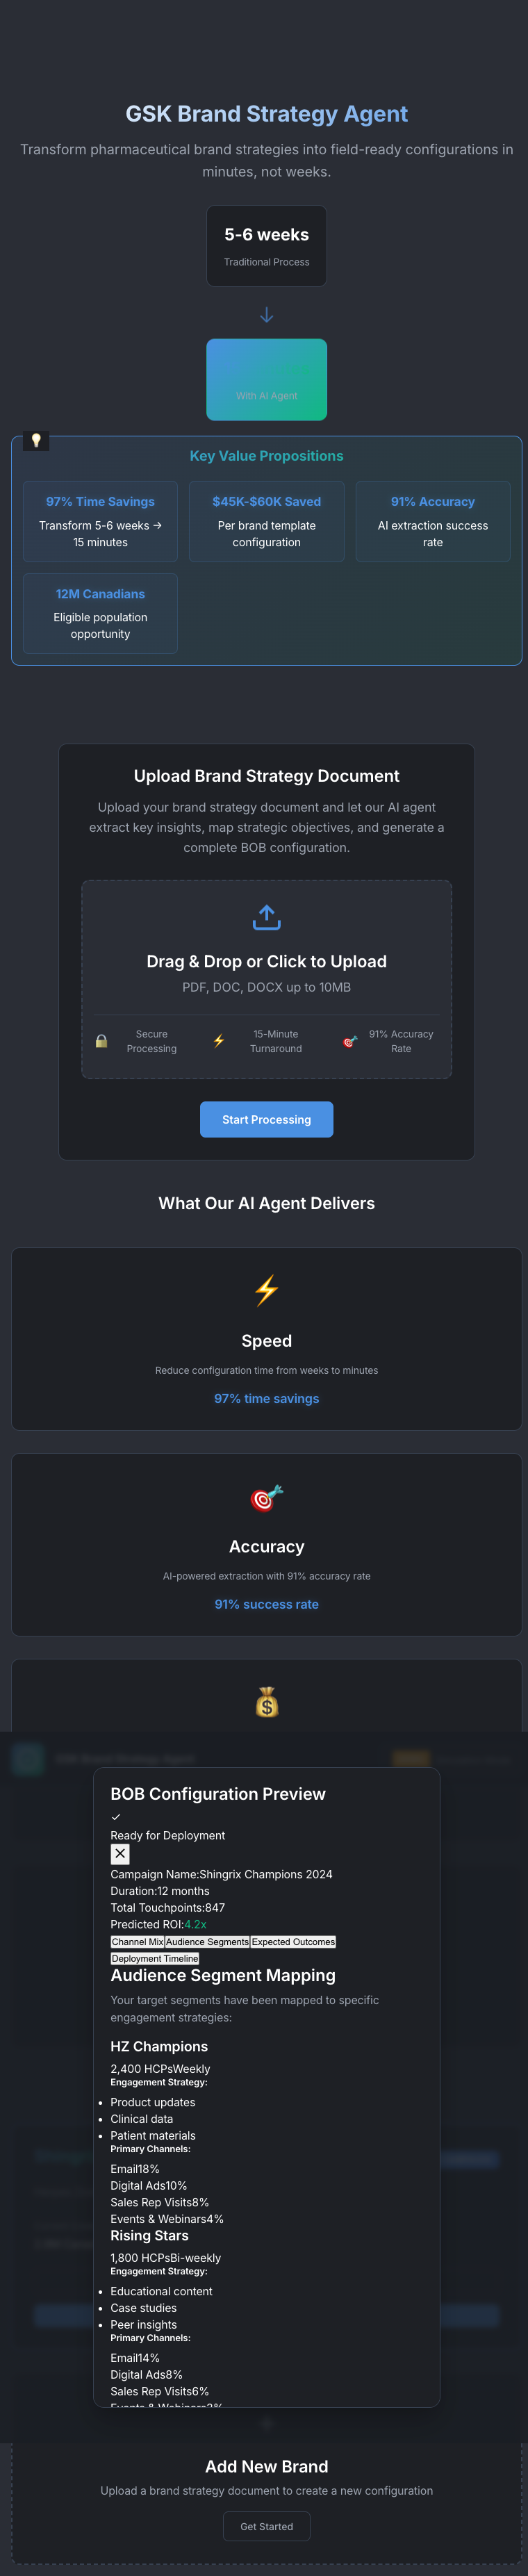 GSK Brand Strategy Agent
Transform pharmaceutical brand strategies into field-ready configurations in
minutes, not weeks.
5-6 weeks
Traditional Process
With AI Agent
Key Value Propositions
97% Time Savings
Transform 5-6 weeks →
15 minutes
$45K-$60K Saved
Per brand template
configuration
91% Accuracy
AI extraction success
rate
12M Canadians
Eligible population
opportunity
Upload Brand Strategy Document
Upload your brand strategy document and let our AI agent
extract key insights, map strategic objectives, and generate a
complete BOB configuration.
Drag & Drop or Click to Upload
PDF, DOC, DOCX up to 10MB
Secure
Processing
15-Minute
Turnaround
91% Accuracy
Rate
Start Processing
What Our AI Agent Delivers
Speed
Reduce configuration time from weeks to minutes
97% time savings
Accuracy
AI-powered extraction with 91% accuracy rate
91% success rate
BOB Configuration Preview
Ready for Deployment
Campaign Name:Shingrix Champions 2024
Duration:12 months
Total Touchpoints:847
Predicted ROI:4.2x
Channel Mix Audience Segments Expected Outcomes
Deployment Timeline
Audience Segment Mapping
Your target segments have been mapped to specific
engagement strategies:
HZ Champions
2,400 HCPsWeekly
Engagement Strategy:
• Product updates
• Clinical data
• Patient materials
Primary Channels:
Email18%
Digital Ads10%
Sales Rep Visits8%
Events & Webinars4%
Rising Stars
1,800 HCPsBi-weekly
Engagement Strategy:
• Educational content
• Case studies
• Peer insights
Primary Channels:
Email14%
Digital Ads8%
Sales Rep Visits6%
Events & Webinars
Add New Brand
Upload a brand strategy document to create a new configuration
Get Started